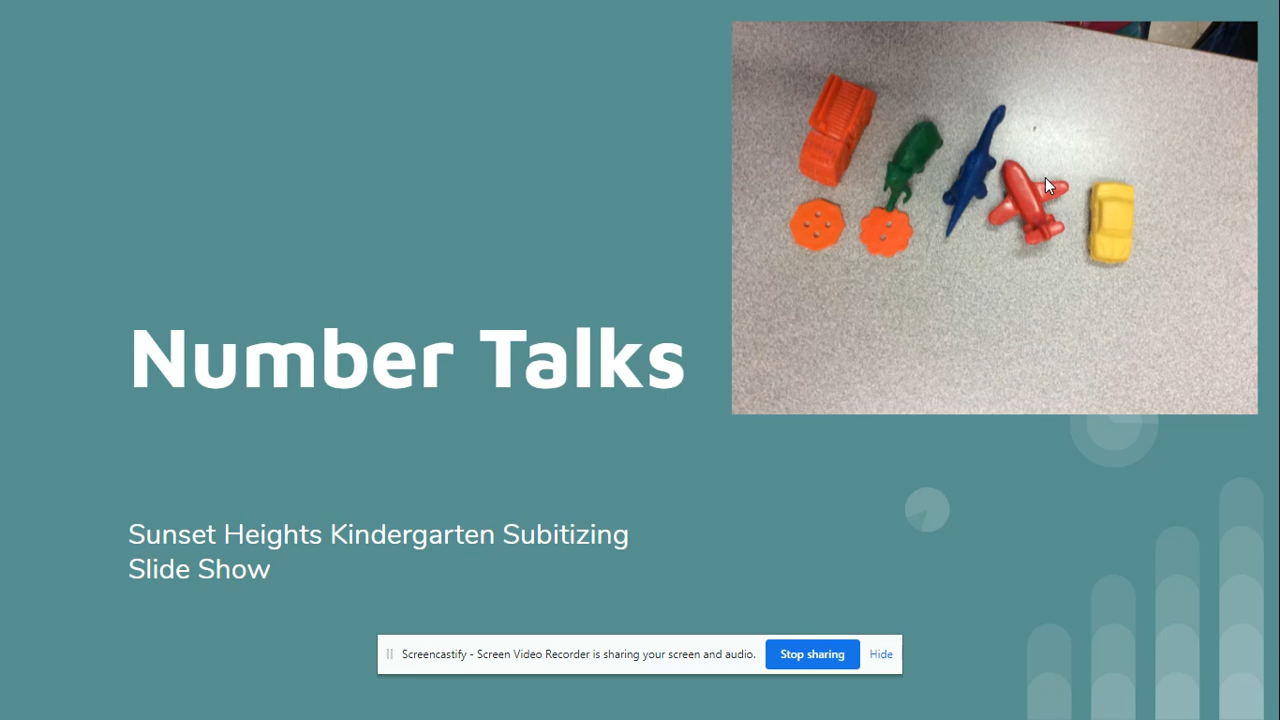 Number Talks
Sunset Heights Kindergarten Subitizing
Slide Show
Screencastify - Screen Video Recorder is sharing your screen and audio.
Stop sharing
Hide